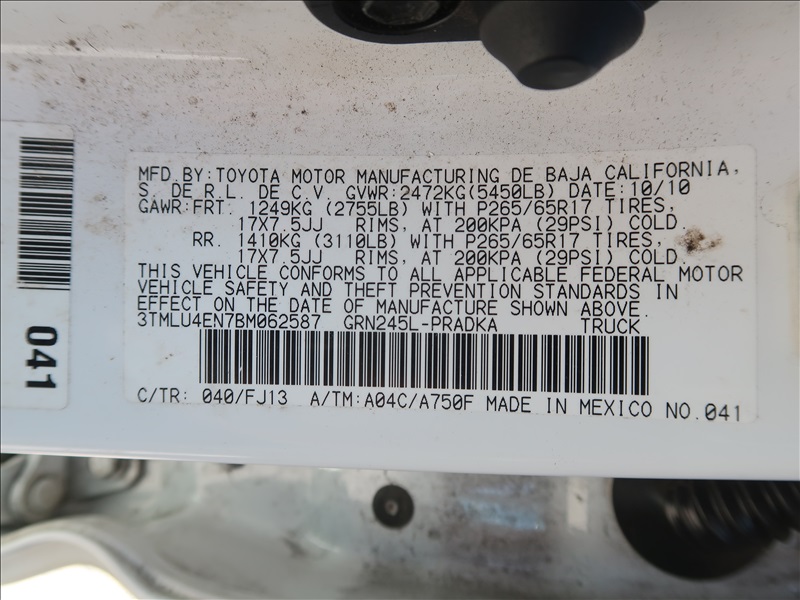 MFD.BY:TOYOTA MOTOR MANUFACTURING DE BAJA CALIFORNIA,
S. DE R.L. DE C.V. GVWR:2472KG(5450LB) DATE:10/10
GAWR:FRT. 1249KG (2755LB) WITH P265/65R17 TIRES,
17X7.5JJ RIMS, AT 200KPA (29PSI) COLD.
RR. 1410KG (3110LB) WITH P265/65R17 TIRES,
17X7.5JJ RIMS, AT 200KPA (29PSI) COLD.
THIS VEHICLE CONFORMS TO ALL APPLICABLE FEDERAL MOTOR
VEHICLE SAFETY AND THEFT PREVENTION STANDARDS IN
EFFECT ON THE DATE OF MANUFACTURE SHOWN ABOVE.
3TMLU4EN7BM062587 GRN245L-PRADKA TRUCK
C/TR: 040/FJ13 A/TM:A04C/A750F MADE IN MEXICO NO.041
041